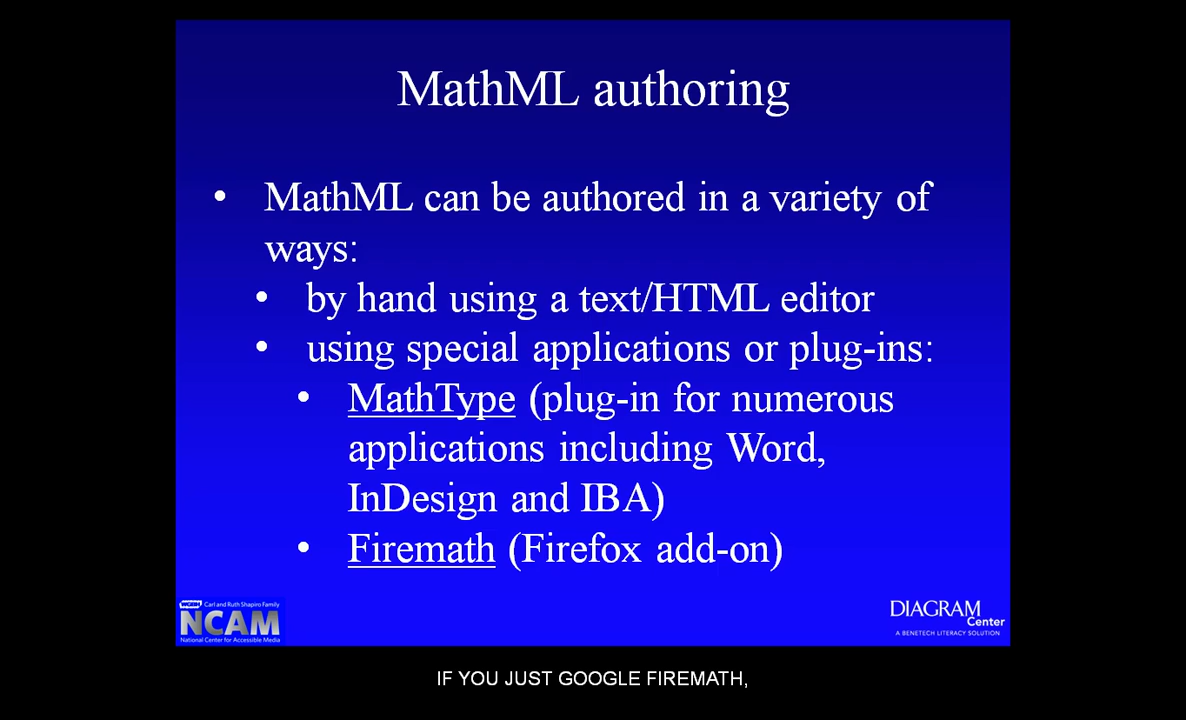 MathML authoring
• MathML can be authored in a variety of
ways:
• by hand using a text/HTML editor
• using special applications or plug-ins:
• MathType (plug-in for numerous
applications including Word,
InDesign and IBA)
• Firemath (Firefox add-on)
WGBH Carl and Ruth Shapiro Family
NCAM
National Center for Accessible Media
DIAGRAM
Center
A BENETECH LITERACY SOLUTION
IF YOU JUST GOOGLE FIREMATH,